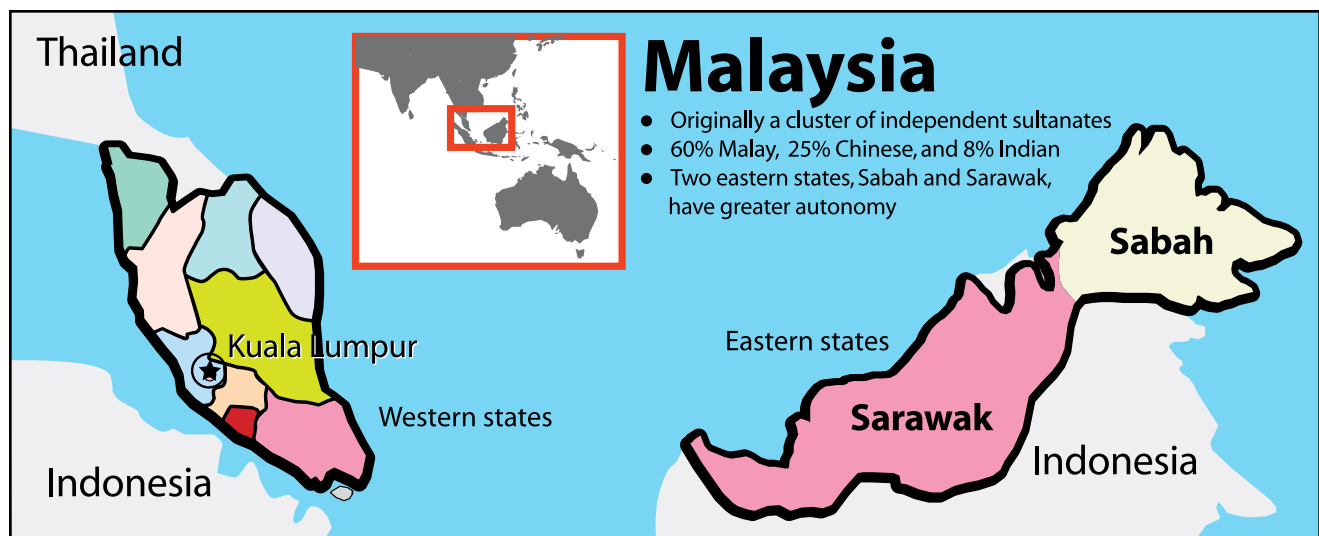 Thailand
Malaysia
● Originally a cluster of independent sultanates
● 60% Malay, 25% Chinese, and 8% Indian
● Two eastern states, Sabah and Sarawak,
have greater autonomy
Sabah
Kuala Lumpur
Eastern states
Western states
Sarawak
Indonesia
Indonesia